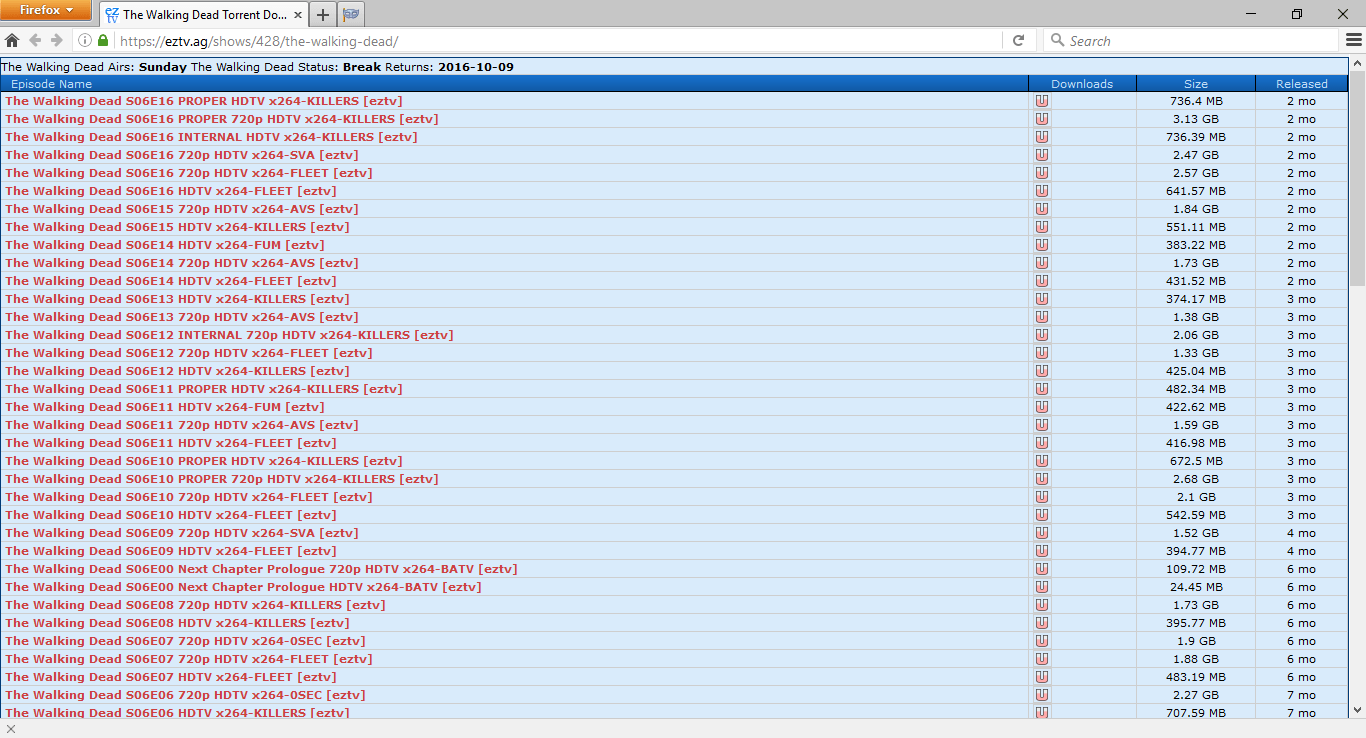 Firefox
The Walking Dead Torrent Do...
https://eztv.ag/shows/428/the-walking-dead/
Search
The Walking Dead Airs: Sunday The Walking Dead Status: Break Returns: 2016-10-09
Episode Name Downloads Size Released
The Walking Dead S06E16 PROPER HDTV x264-KILLERS [eztv] 736.4 MB 2 mo
The Walking Dead S06E16 PROPER 720p HDTV x264-KILLERS [eztv] 3.13 GB 2 mo
The Walking Dead S06E16 INTERNAL HDTV x264-KILLERS [eztv] 736.39 MB 2 mo
The Walking Dead S06E16 720p HDTV x264-SVA [eztv] 2.47 GB 2 mo
The Walking Dead S06E16 720p HDTV x264-FLEET [eztv] 2.57 GB 2 mo
The Walking Dead S06E16 HDTV x264-FLEET [eztv] 641.57 MB 2 mo
The Walking Dead S06E15 720p HDTV x264-AVS [eztv] 1.84 GB 2 mo
The Walking Dead S06E15 HDTV x264-KILLERS [eztv] 551.11 MB 2 mo
The Walking Dead S06E14 HDTV x264-FUM [eztv] 383.22 MB 2 mo
The Walking Dead S06E14 720p HDTV x264-AVS [eztv] 1.73 GB 2 mo
The Walking Dead S06E14 HDTV x264-FLEET [eztv] 431.52 MB 2 mo
The Walking Dead S06E13 HDTV x264-KILLERS [eztv] 374.17 MB 3 mo
The Walking Dead S06E13 720p HDTV x264-AVS [eztv] 1.38 GB 3 mo
The Walking Dead S06E12 INTERNAL 720p HDTV x264-KILLERS [eztv] 2.06 GB 3 mo
The Walking Dead S06E12 720p HDTV x264-FLEET [eztv] 1.33 GB 3 mo
The Walking Dead S06E12 HDTV x264-KILLERS [eztv] 425.04 MB 3 mo
The Walking Dead S06E11 PROPER HDTV x264-KILLERS [eztv] 482.34 MB 3 mo
The Walking Dead S06E11 HDTV x264-FUM [eztv] 422.62 MB 3 mo
The Walking Dead S06E11 720p HDTV x264-AVS [eztv] 1.59 GB 3 mo
The Walking Dead S06E11 HDTV x264-FLEET [eztv] 416.98 MB 3 mo
The Walking Dead S06E10 PROPER HDTV x264-KILLERS [eztv] 672.5 MB 3 mo
The Walking Dead S06E10 PROPER 720p HDTV x264-KILLERS [eztv] 2.68 GB 3 mo
The Walking Dead S06E10 720p HDTV x264-FLEET [eztv] 2.1 GB 3 mo
The Walking Dead S06E10 HDTV x264-FLEET [eztv] 542.59 MB 3 mo
The Walking Dead S06E09 720p HDTV x264-SVA [eztv] 1.52 GB 4 mo
The Walking Dead S06E09 HDTV x264-FLEET [eztv] 394.77 MB 4 mo
The Walking Dead S06E00 Next Chapter Prologue 720p HDTV x264-BATV [eztv] 109.72 MB 6 mo
The Walking Dead S06E00 Next Chapter Prologue HDTV x264-BATV [eztv] 24.45 MB 6 mo
The Walking Dead S06E08 720p HDTV x264-KILLERS [eztv] 1.73 GB 6 mo
The Walking Dead S06E08 HDTV x264-KILLERS [eztv] 395.77 MB 6 mo
The Walking Dead S06E07 720p HDTV x264-0SEC [eztv] 1.9 GB 6 mo
The Walking Dead S06E07 720p HDTV x264-FLEET [eztv] 1.88 GB 6 mo
The Walking Dead S06E07 HDTV x264-FLEET [eztv] 483.19 MB 6 mo
The Walking Dead S06E06 720p HDTV x264-0SEC [eztv] 2.27 GB 7 mo
The Walking Dead S06E06 HDTV x264-KILLERS [eztv] 707.59 MB 7 mo